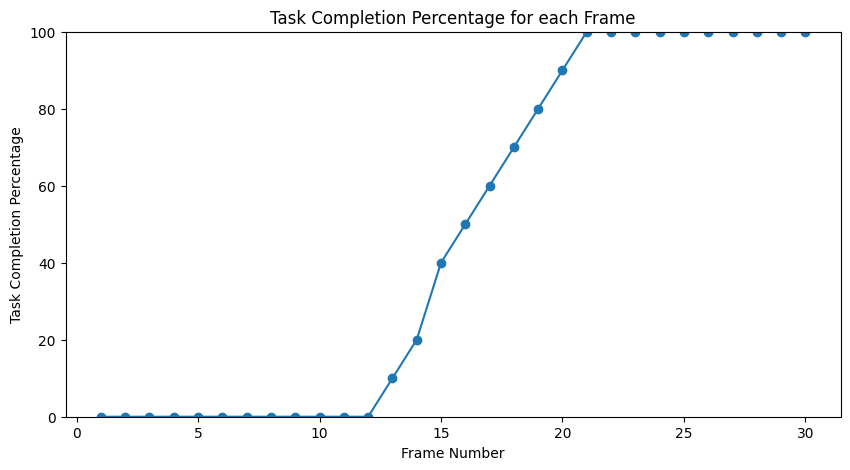 Task Completion Percentage for each Frame
100
80
60
40
20
0
Task Completion Percentage
0 5 10 15 20 25 30
Frame Number